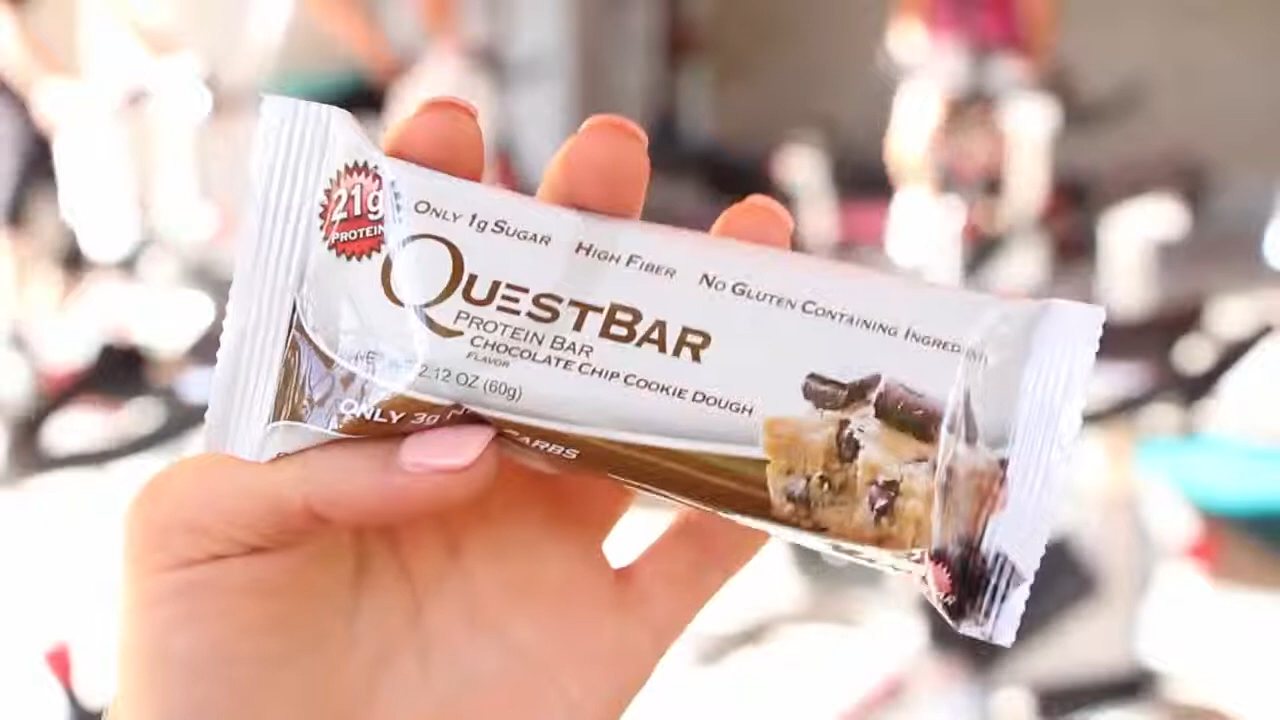 21g
PROTEIN
ONLY 1g SUGAR HIGH FIBER NO GLUTEN CONTAINING
QUESTBAR
PROTEIN BAR
CHOCOLATE CHIP COOKIE DOUGH
FLAVOR
2.12 OZ (60g)
ONLY 3g CARBS